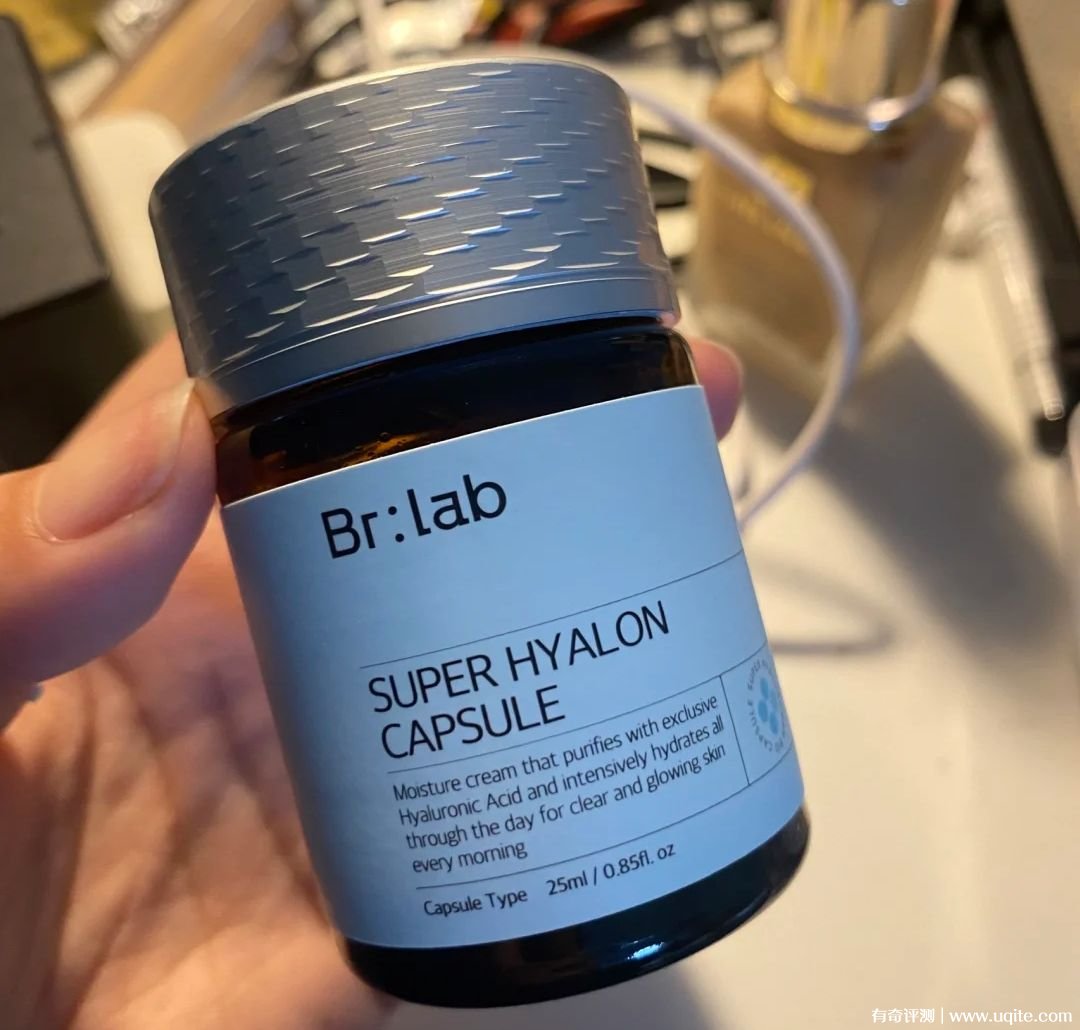 Br:lab
SUPER HYALON
CAPSULE
Moisture cream that purifies with exclusive
Hyaluronic Acid and intensively hydrates all
through the day for clear and glowing skin
every morning
Capsule Type 25ml / 0.85fl. oz
有奇评测 | www.uqite.com